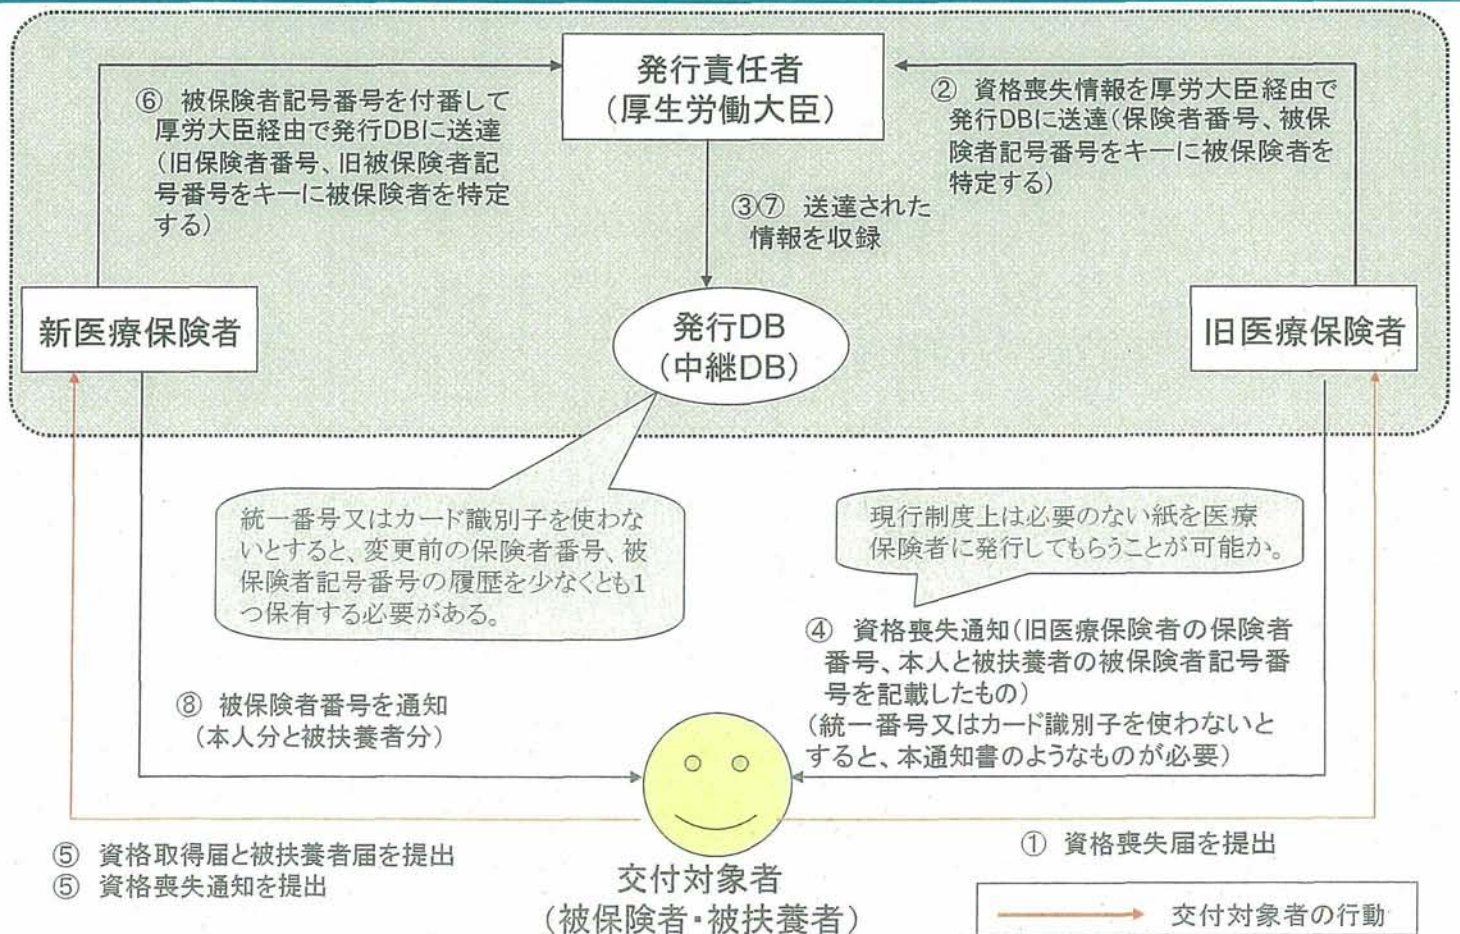 発行責任者
(厚生労働大臣)
⑥ 被保険者記号番号を付番して
厚労大臣経由で発行DBに送達
(旧保険者番号、旧被保険者記
号番号をキーに被保険者を特定
する)
② 資格喪失情報を厚労大臣経由で
発行DBに送達(保険者番号、被保
険者記号番号をキーに被保険者を
特定する)
③⑦ 送達された
情報を収録
新医療保険者
発行DB
(中継DB)
旧医療保険者
統一番号又はカード識別子を使わな
いとすると、変更前の保険者番号、被
保険者記号番号の履歴を少なくとも1
つ保有する必要がある。
現行制度上は必要のない紙を医療
保険者に発行してもらうことが可能か。
④ 資格喪失通知(旧医療保険者の保険者
番号、本人と被扶養者の被保険者記号番
号を記載したもの)
(統一番号又はカード識別子を使わないと
すると、本通知書のようなものが必要)
⑧ 被保険者番号を通知
(本人分と被扶養者分)
⑤ 資格取得届と被扶養者届を提出
⑤ 資格喪失通知を提出
① 資格喪失届を提出
交付対象者
(被保険者・被扶養者)
交付対象者の行動